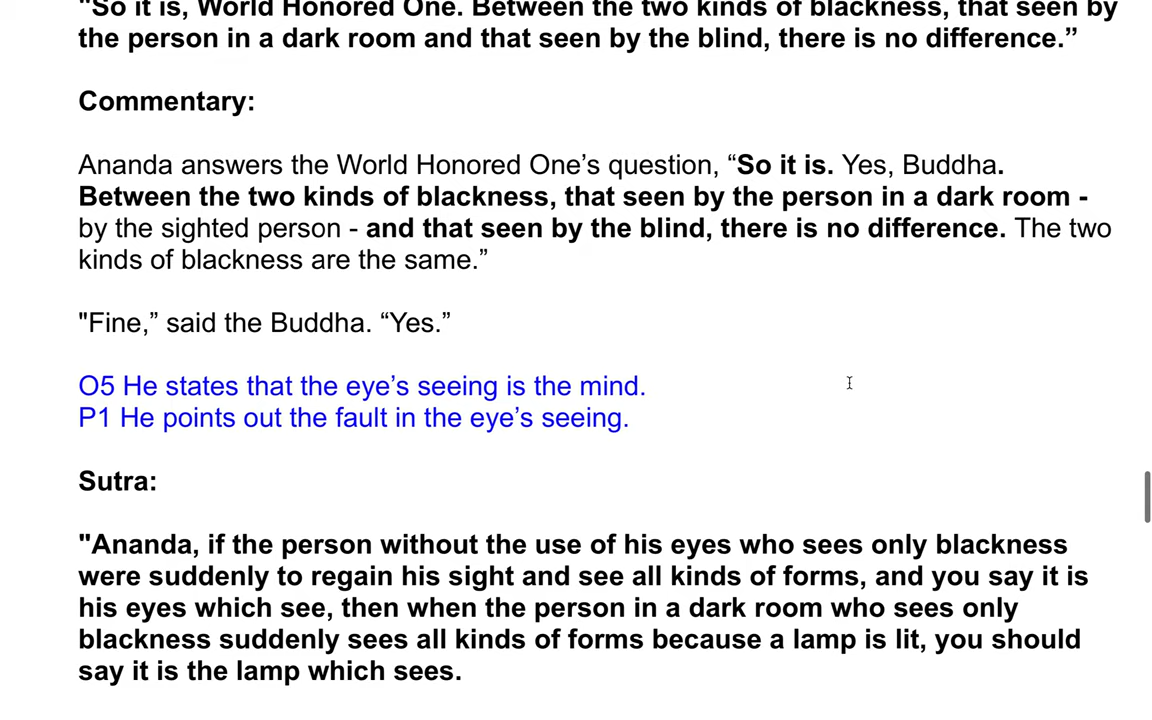 "So it is, World Honored One. Between the two kinds of blackness, that seen by
the person in a dark room and that seen by the blind, there is no difference.”
Commentary:
Ananda answers the World Honored One’s question, “So it is. Yes, Buddha.
Between the two kinds of blackness, that seen by the person in a dark room -
by the sighted person - and that seen by the blind, there is no difference. The two
kinds of blackness are the same.”
"Fine,” said the Buddha. “Yes.”
O5 He states that the eye’s seeing is the mind.
P1 He points out the fault in the eye’s seeing.
Sutra:
"Ananda, if the person without the use of his eyes who sees only blackness
were suddenly to regain his sight and see all kinds of forms, and you say it is
his eyes which see, then when the person in a dark room who sees only
blackness suddenly sees all kinds of forms because a lamp is lit, you should
say it is the lamp which sees.